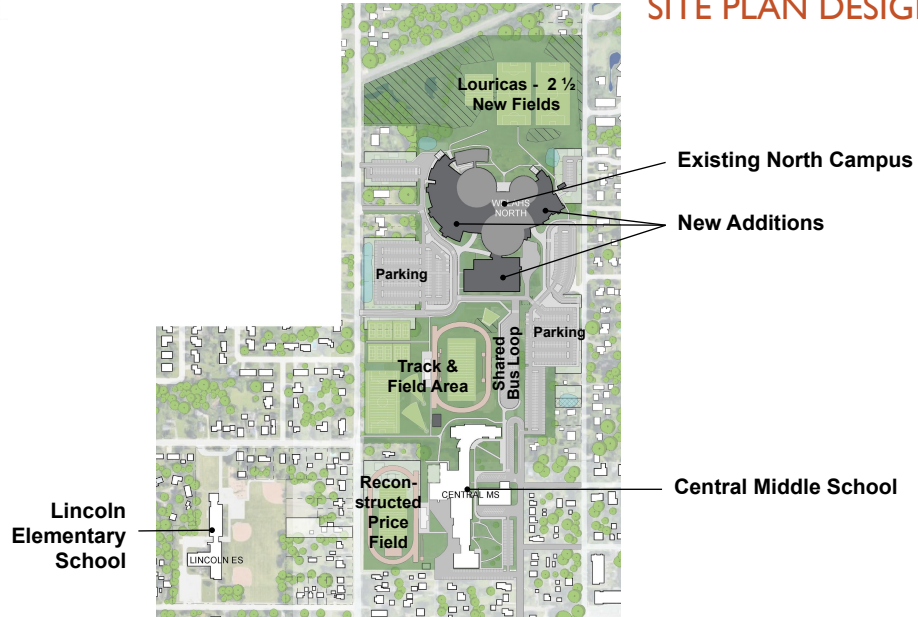 SITE PLAN DESIG
Louricas - 2 ½
New Fields
Existing North Campus
NORTH
New Additions
Parking
Parking
Shared
Bus Loop
Track &
Field Area
Recon-
structed
Price
Field
CENTRAL MS
Central Middle School
Lincoln
Elementary
School
LINCOLN ES